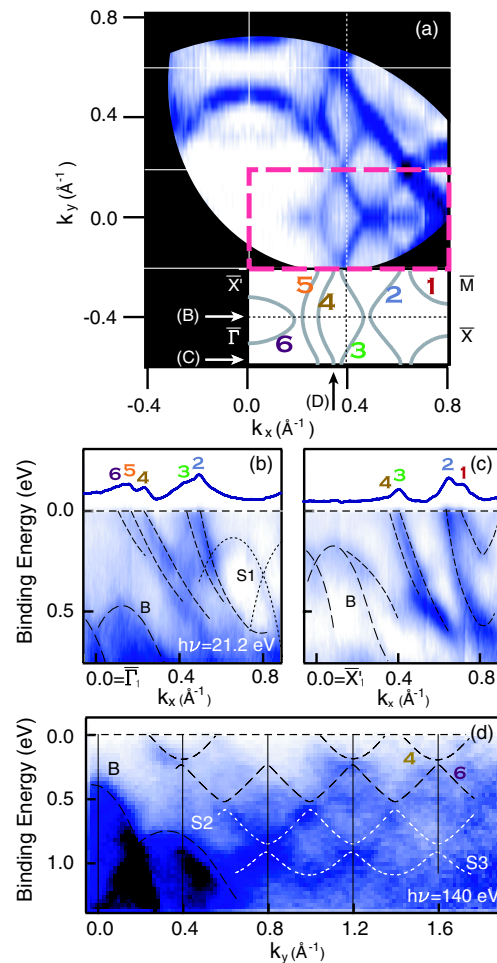 (a)
0.8
0.4
0.0
-0.4
k_y (Å⁻¹)
X̄' 5 4 2 1 M̄
(B)
Γ̄ 6 3 X̄
(C)
(D)
-0.4 0.0 0.4 0.8
k_x (Å⁻¹)
(b)
6 5 4 3 2
(c)
4 3 2 1
Binding Energy (eV)
0.0
0.5
B
S1
hν=21.2 eV
B
0.0=Γ̄₁ 0.4 0.8
k_x (Å⁻¹)
0.0=X̄'₁ 0.4 0.8
k_x (Å⁻¹)
(d)
Binding Energy (eV)
0.0
0.5
1.0
B
4
6
S2
S3
hν=140 eV
0.0 0.4 0.8 1.2 1.6
k_y (Å⁻¹)